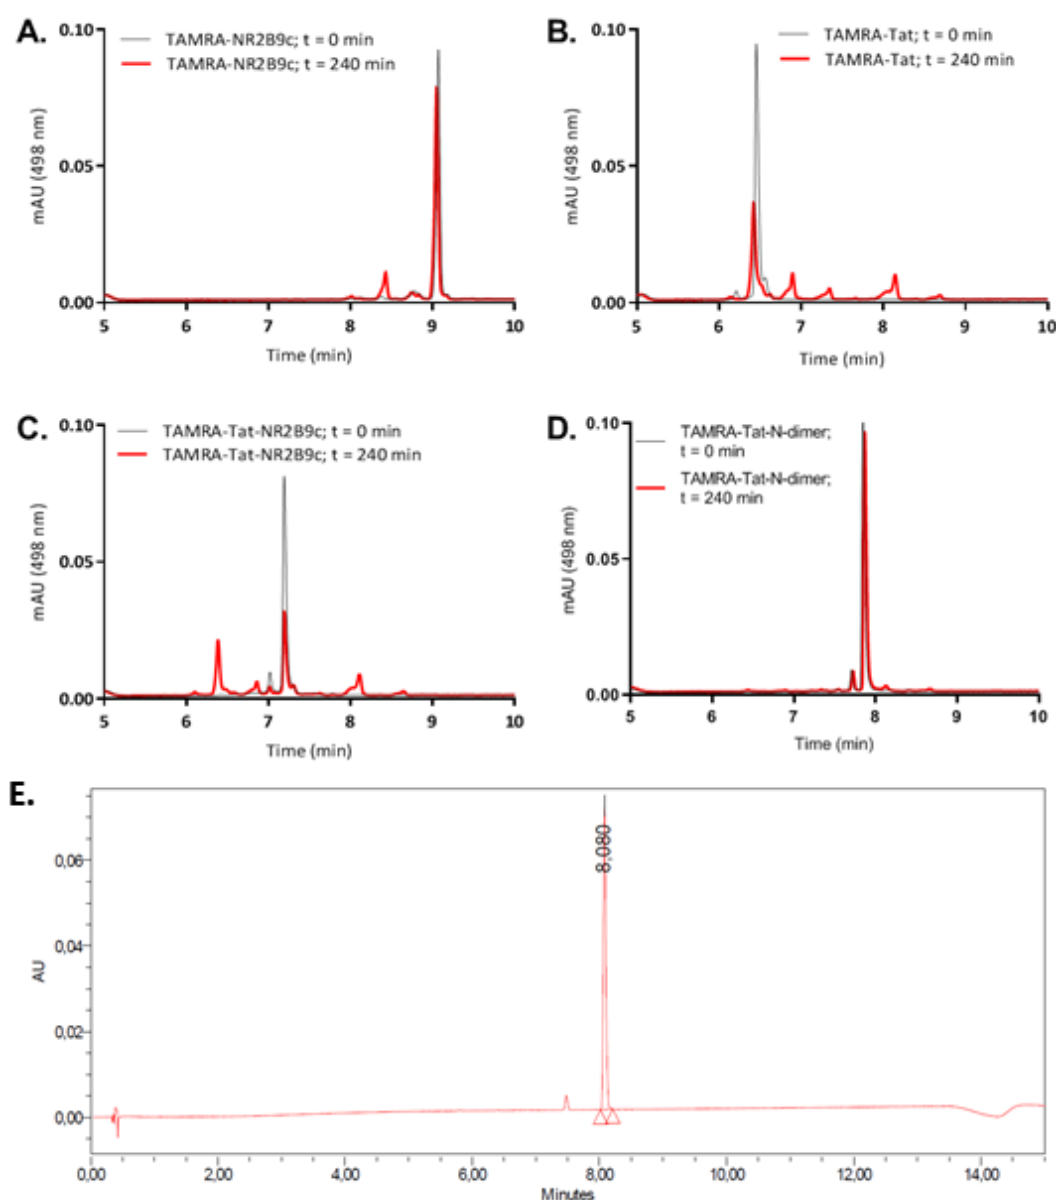 A.
0.10
TAMRA-NR2B9c; t = 0 min
TAMRA-NR2B9c; t = 240 min
mAU (498 nm)
0.05
0.00
5 6 7 8 9 10
Time (min)
B.
0.10
TAMRA-Tat; t = 0 min
TAMRA-Tat; t = 240 min
mAU (498 nm)
0.05
0.00
5 6 7 8 9 10
Time (min)
C.
0.10
TAMRA-Tat-NR2B9c; t = 0 min
TAMRA-Tat-NR2B9c; t = 240 min
mAU (498 nm)
0.05
0.00
5 6 7 8 9 10
Time (min)
D.
0.10
TAMRA-Tat-N-dimer;
t = 0 min
TAMRA-Tat-N-dimer;
t = 240 min
mAU (498 nm)
0.05
0.00
5 6 7 8 9 10
Time (min)
E.
8,080
0,06
0,04
AU
0,02
0,00
0,00 2,00 4,00 6,00 8,00 10,00 12,00 14,00
Minutes